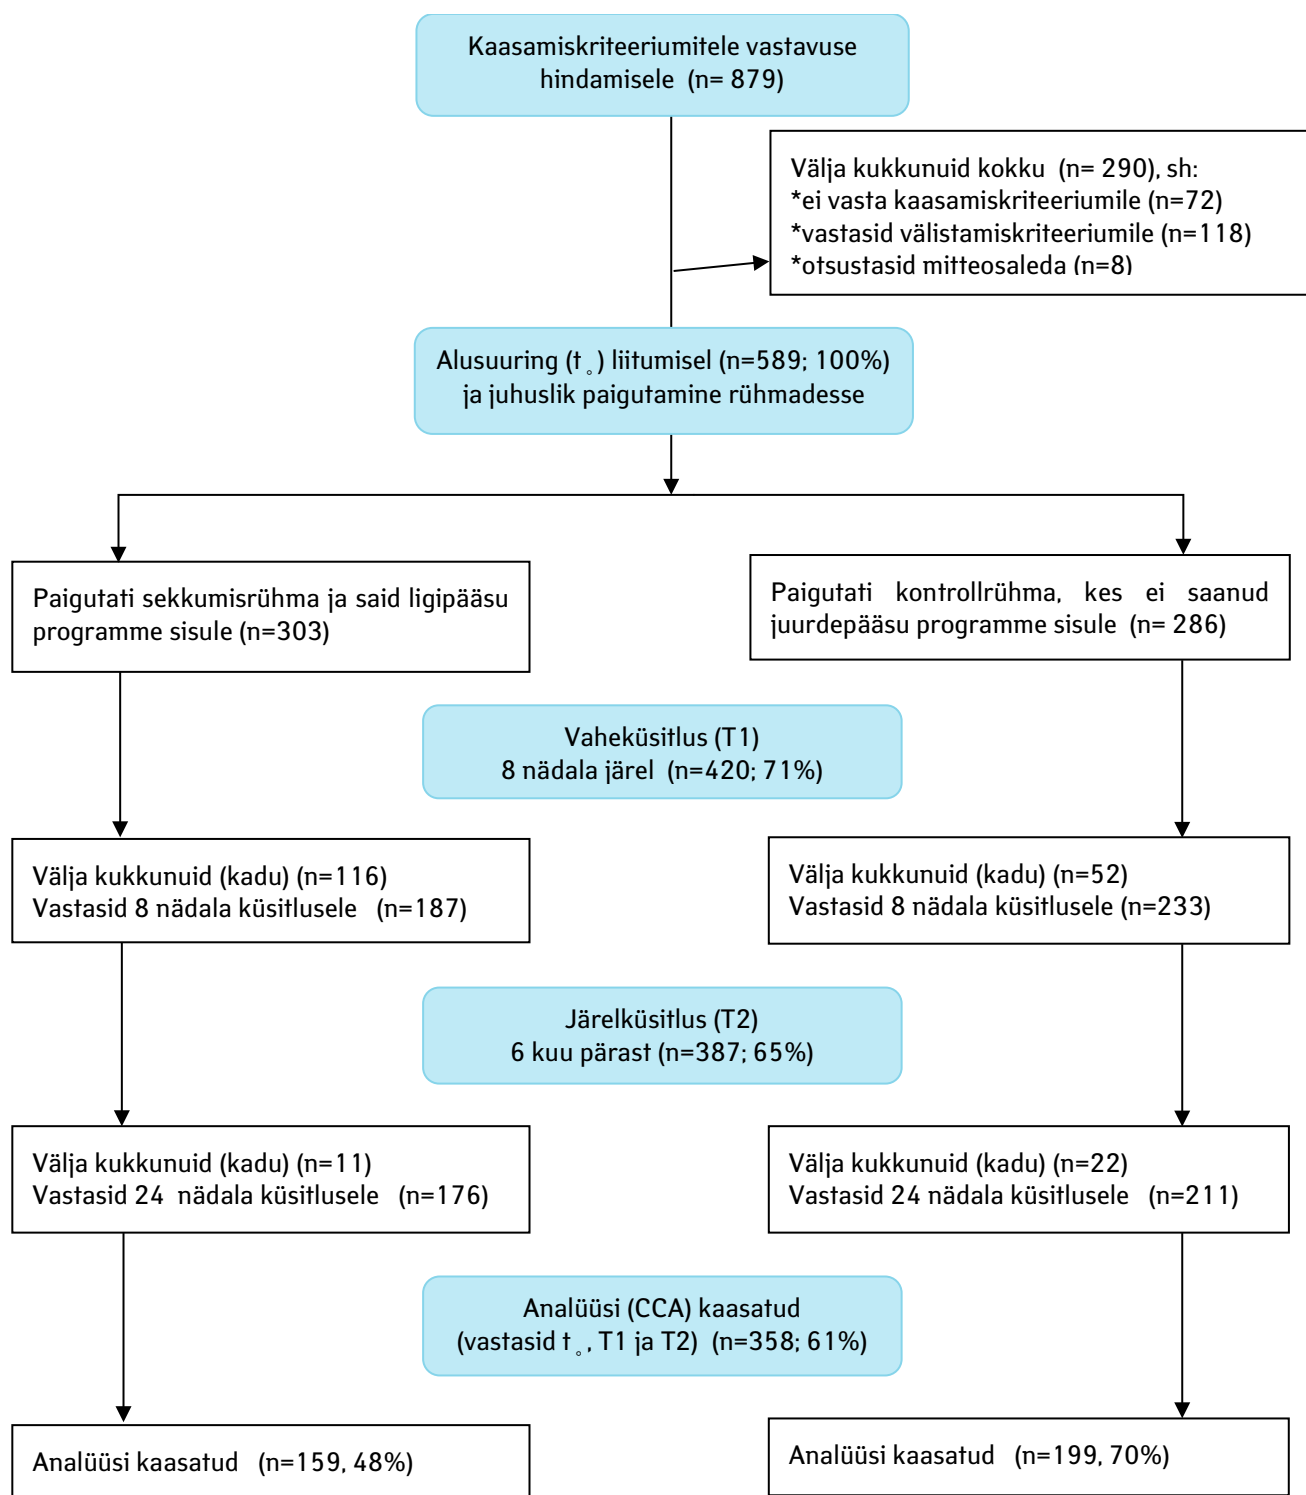 Kaasamiskriteeriumitele vastavuse
hindamisele (n= 879)
Välja kukkunuid kokku (n= 290), sh:
*ei vasta kaasamiskriteeriumile (n=72)
*vastasid välistamiskriteeriumile (n=118)
*otsustasid mitteosaleda (n=8)
Alusuuring (t₀) liitumisel (n=589; 100%)
ja juhuslik paigutamine rühmadesse
Paigutati sekkumisrühma ja said ligipääsu
programme sisule (n=303)
Paigutati kontrollrühma, kes ei saanud
juurdepääsu programme sisule (n= 286)
Vaheküsitlus (T1)
8 nädala järel (n=420; 71%)
Välja kukkunuid (kadu) (n=116)
Vastasid 8 nädala küsitlusele (n=187)
Välja kukkunuid (kadu) (n=52)
Vastasid 8 nädala küsitlusele (n=233)
Järelküsitlus (T2)
6 kuu pärast (n=387; 65%)
Välja kukkunuid (kadu) (n=11)
Vastasid 24 nädala küsitlusele (n=176)
Välja kukkunuid (kadu) (n=22)
Vastasid 24 nädala küsitlusele (n=211)
Analüüsi (CCA) kaasatud
(vastasid t₀, T1 ja T2) (n=358; 61%)
Analüüsi kaasatud (n=159, 48%)
Analüüsi kaasatud (n=199, 70%)